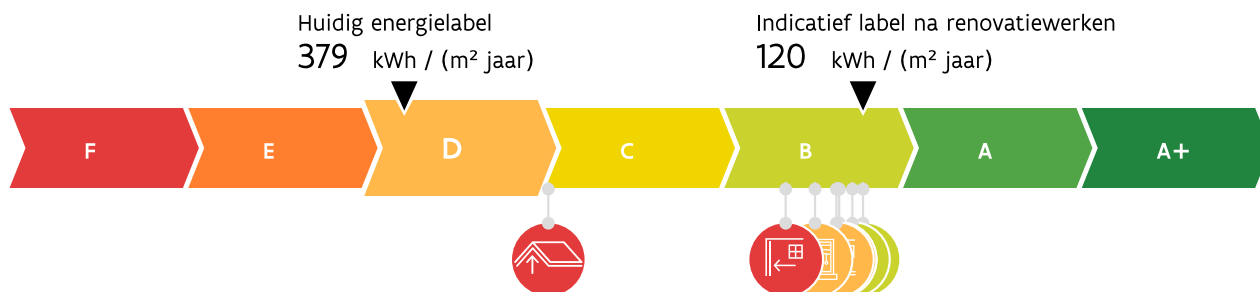 Huidig energielabel
379 kWh / (m² jaar)
Indicatief label na renovatiewerken
120 kWh / (m² jaar)
F
E
D
C
B
A
A+